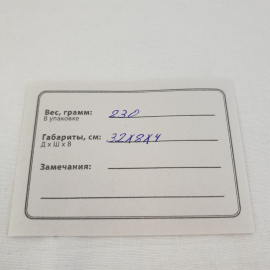 Вес, грамм: 230
В упаковке
Габариты, см: 32х8х4
Д х Ш х В
Замечания: